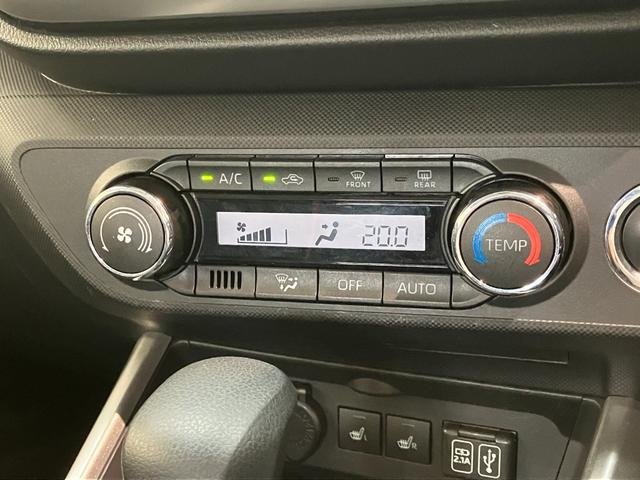 A/C
FRONT
REAR
20.0
TEMP
OFF
AUTO
L
R
2.1A